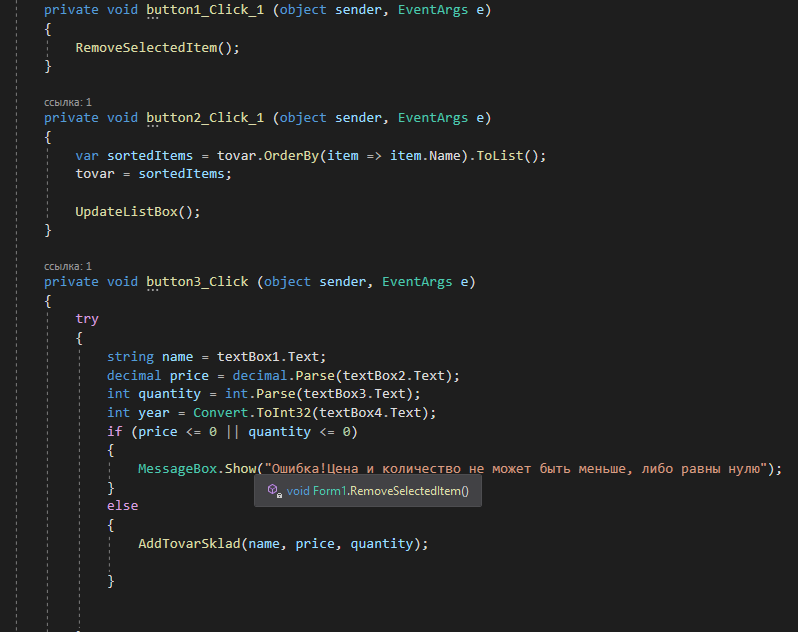 private void button1_Click_1 (object sender, EventArgs e)
{
RemoveSelectedItem();
}
ссылка: 1
private void button2_Click_1 (object sender, EventArgs e)
{
var sortedItems = tovar.OrderBy(item => item.Name).ToList();
tovar = sortedItems;
UpdateListBox();
}
ссылка: 1
private void button3_Click (object sender, EventArgs e)
{
try
{
string name = textBox1.Text;
decimal price = decimal.Parse(textBox2.Text);
int quantity = int.Parse(textBox3.Text);
int year = Convert.ToInt32(textBox4.Text);
if (price <= 0 || quantity <= 0)
{
MessageBox.Show("Ошибка!Цена и количество не может быть меньше, либо равны нулю");
void Form1.RemoveSelectedItem()
}
else
{
AddTovarSklad(name, price, quantity);
}